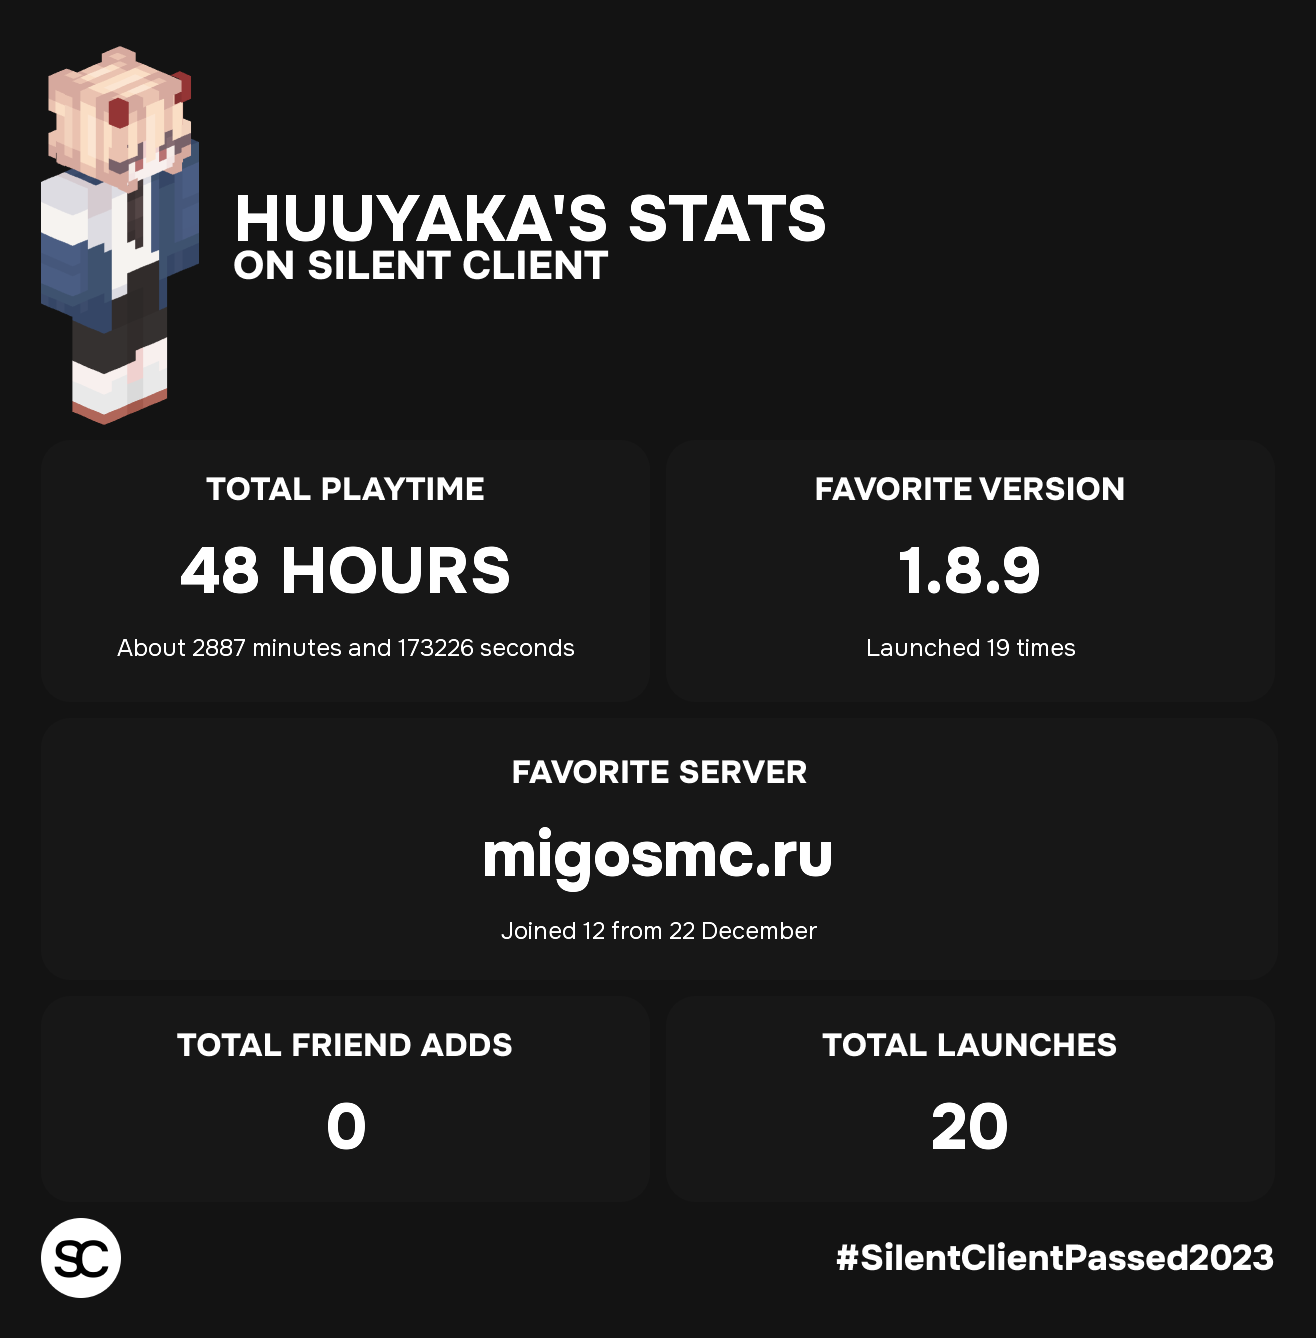 HUUYAKA'S STATS
ON SILENT CLIENT
TOTAL PLAYTIME
48 HOURS
About 2887 minutes and 173226 seconds
FAVORITE VERSION
1.8.9
Launched 19 times
FAVORITE SERVER
migosmc.ru
Joined 12 from 22 December
TOTAL FRIEND ADDS
0
TOTAL LAUNCHES
20
SC
#SilentClientPassed2023